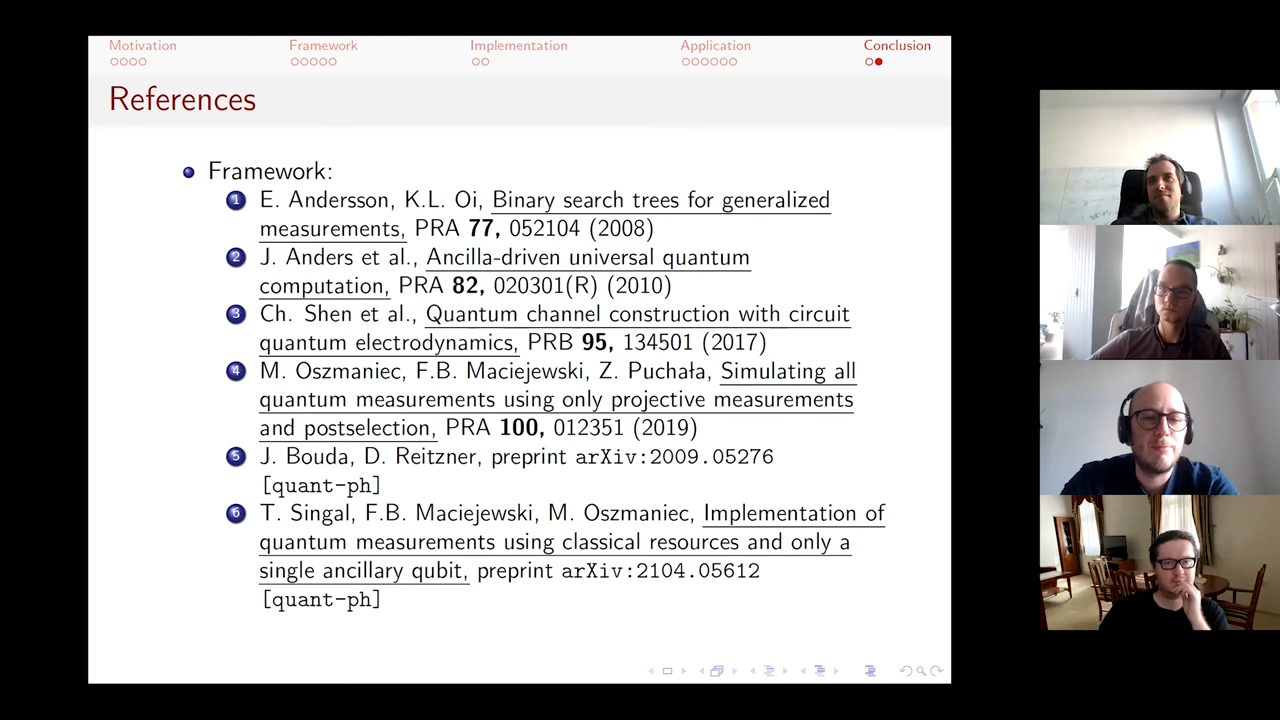 Motivation Framework Implementation Application Conclusion
References
Framework:
1 E. Andersson, K.L. Oi, Binary search trees for generalized
measurements, PRA 77, 052104 (2008)
2 J. Anders et al., Ancilla-driven universal quantum
computation, PRA 82, 020301(R) (2010)
3 Ch. Shen et al., Quantum channel construction with circuit
quantum electrodynamics, PRB 95, 134501 (2017)
4 M. Oszmaniec, F.B. Maciejewski, Z. Puchała, Simulating all
quantum measurements using only projective measurements
and postselection, PRA 100, 012351 (2019)
5 J. Bouda, D. Reitzner, preprint arXiv:2009.05276
[quant-ph]
6 T. Singal, F.B. Maciejewski, M. Oszmaniec, Implementation of
quantum measurements using classical resources and only a
single ancillary qubit, preprint arXiv:2104.05612
[quant-ph]